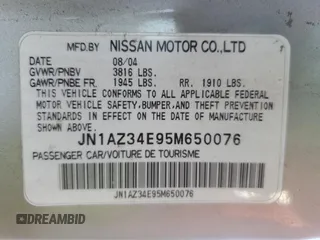 MFD.BY NISSAN MOTOR CO.,LTD
DATE 08/04
GVWR/PNBV 3816 LBS.
GAWR/PNBE FR. 1945 LBS. RR. 1910 LBS.
THIS VEHICLE CONFORMS TO ALL APPLICABLE FEDERAL
MOTOR VEHICLE SAFETY,BUMPER,AND THEFT PREVENTION
STANDARDS IN EFFECT ON THE DATE OF MANUFACTURE
SHOWN ABOVE.
JN1AZ34E95M650076
PASSENGER CAR/VOITURE DE TOURISME
JN1AZ34E95M650076
DREAMBID